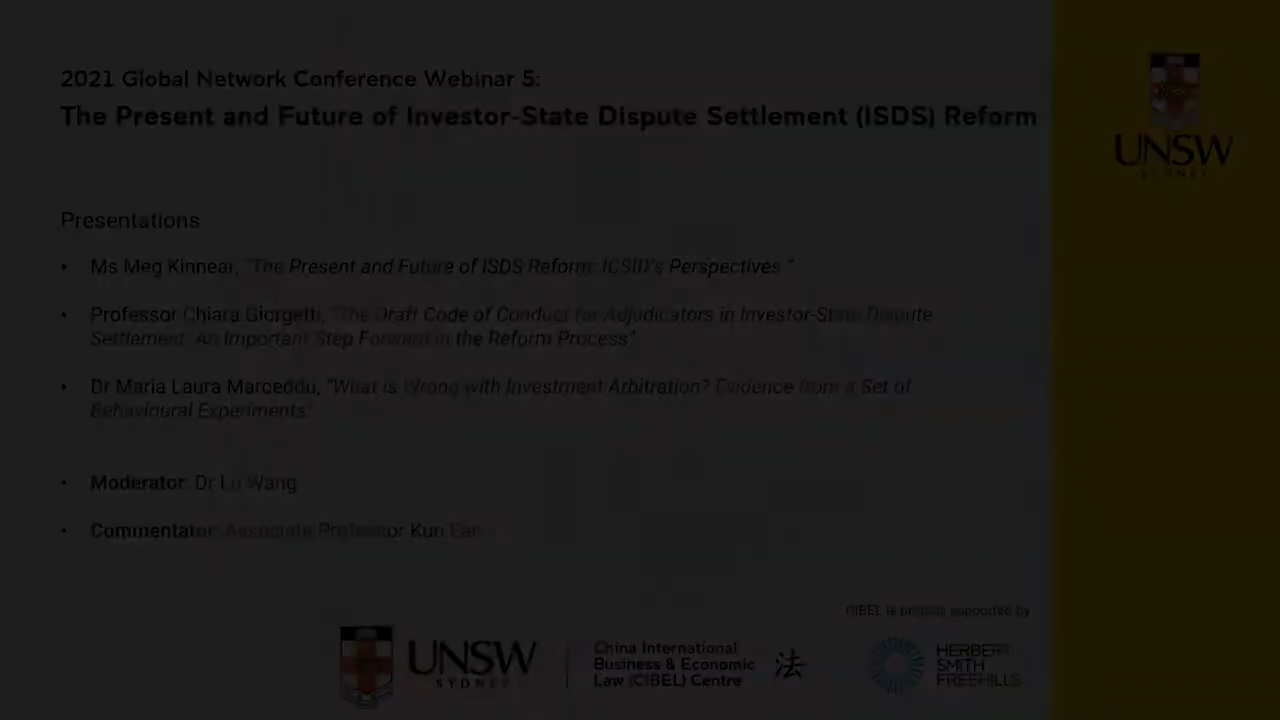 2021 Global Network Conference Webinar 5:
The Present and Future of Investor-State Dispute Settlement (ISDS) Reform
UNSW
SYDNEY
Presentations
• Ms Meg Kinnear, "The Present and Future of ISDS Reform: ICSID's Perspectives "
• Professor Chiara Giorgetti, "The Draft Code of Conduct for Adjudicators in Investor-State Dispute
Settlement: An Important Step Forward in the Reform Process"
• Dr Maria Laura Marceddu, "What is Wrong with Investment Arbitration? Evidence from a Set of
Behavioural Experiments"
• Moderator: Dr Lu Wang
• Commentator: Associate Professor Kun Fan
CIBEL is proudly supported by
UNSW
SYDNEY
China International
Business & Economic
Law (CIBEL) Centre
法
HERBERT
SMITH
FREEHILLS